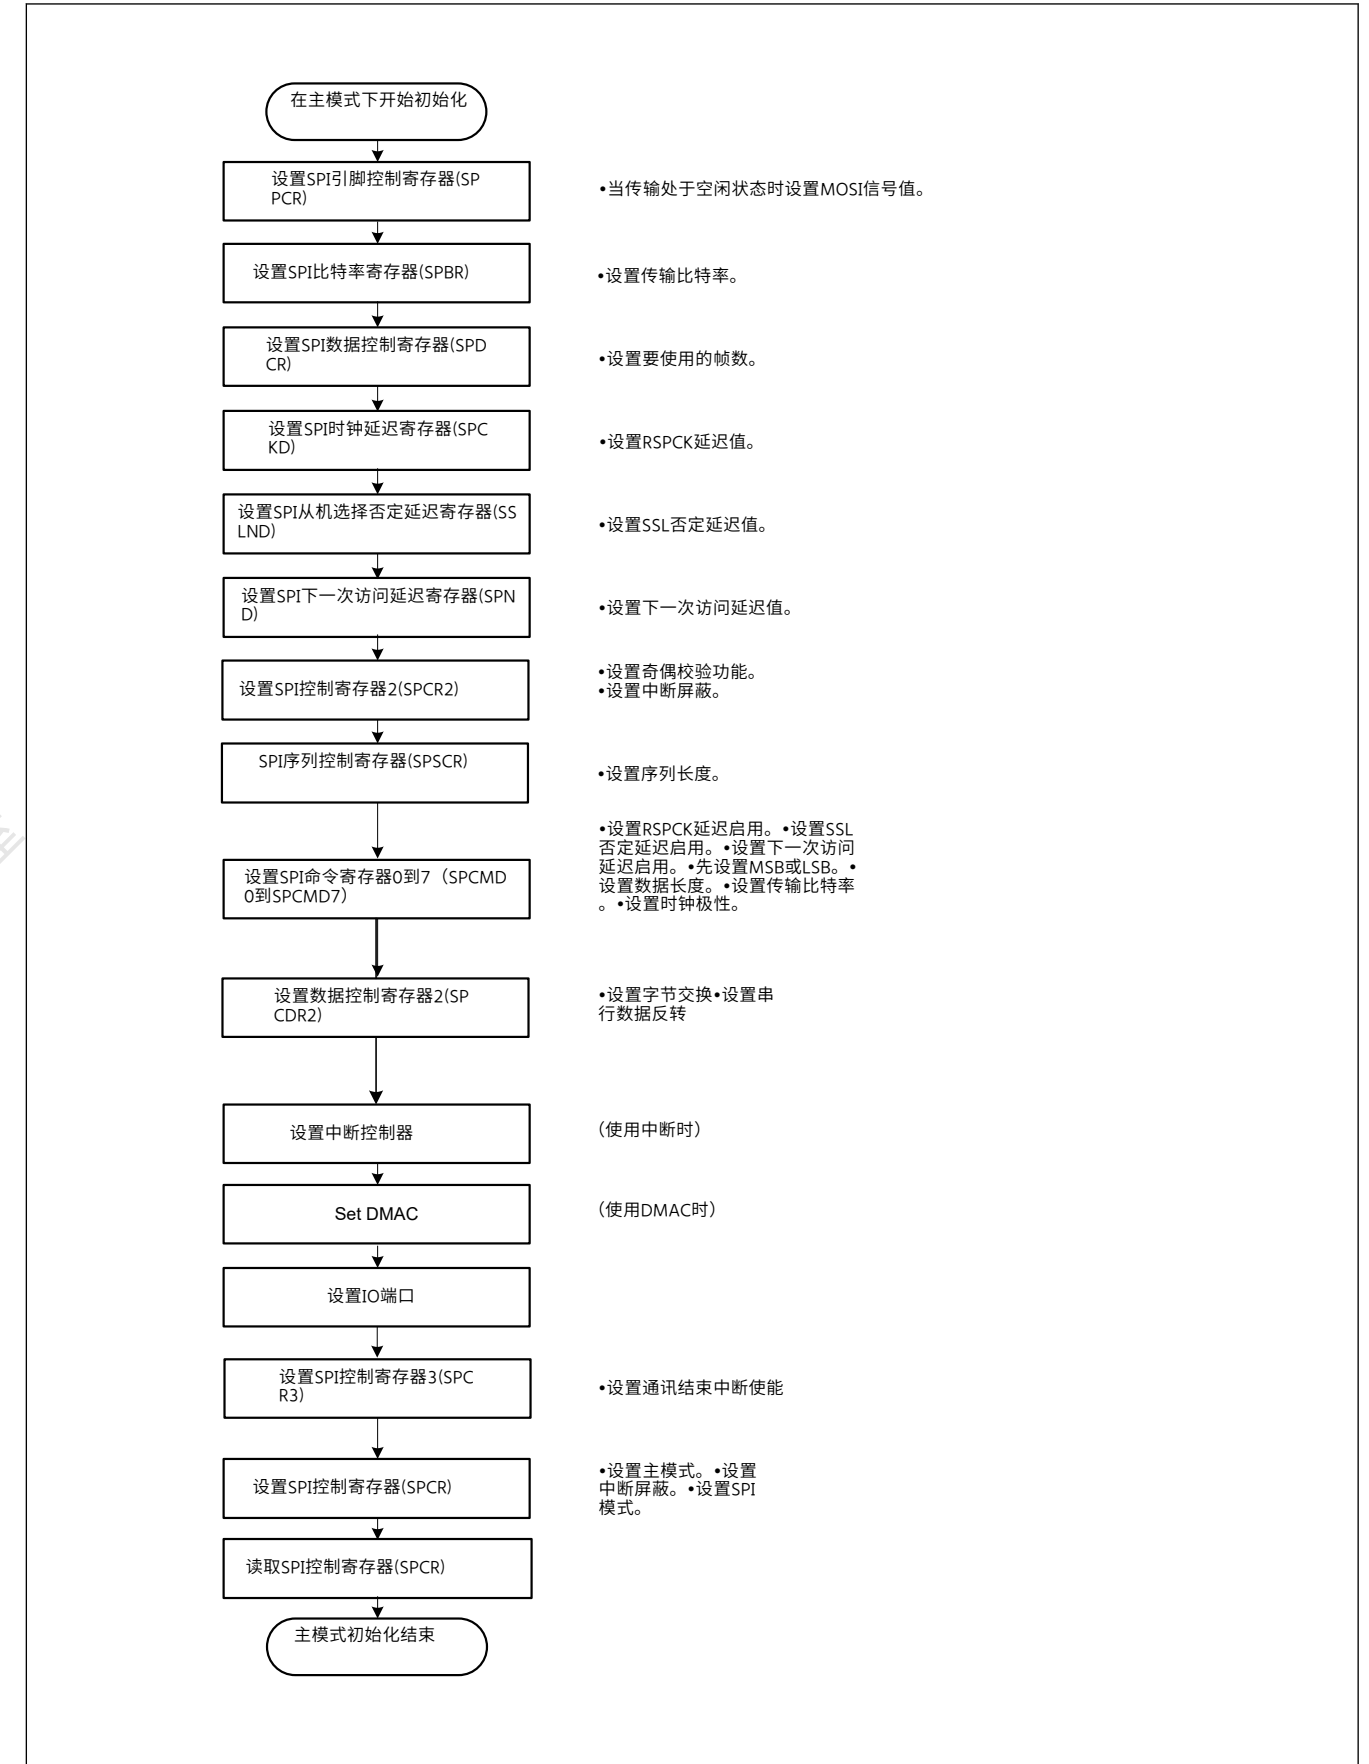 在主模式下开始初始化
设置SPI引脚控制寄存器(SP
PCR)
•当传输处于空闲状态时设置MOSI信号值。
设置SPI比特率寄存器(SPBR)
•设置传输比特率。
设置SPI数据控制寄存器(SPD
CR)
•设置要使用的帧数。
设置SPI时钟延迟寄存器(SPC
KD)
•设置RSPCK延迟值。
设置SPI从机选择否定延迟寄存器(SS
LND)
•设置SSL否定延迟值。
设置SPI下一次访问延迟寄存器(SPN
D)
•设置下一次访问延迟值。
设置SPI控制寄存器2(SPCR2)
•设置奇偶校验功能。
•设置中断屏蔽。
SPI序列控制寄存器(SPSCR)
•设置序列长度。
设置SPI命令寄存器0到7（SPCMD
0到SPCMD7）
•设置RSPCK延迟启用。•设置SSL
否定延迟启用。•设置下一次访问
延迟启用。•先设置MSB或LSB。•
设置数据长度。•设置传输比特率
。•设置时钟极性。
设置数据控制寄存器2(SP
CDR2)
•设置字节交换•设置串
行数据反转
设置中断控制器
（使用中断时）
Set DMAC
（使用DMAC时）
设置IO端口
设置SPI控制寄存器3(SPC
R3)
•设置通讯结束中断使能
设置SPI控制寄存器(SPCR)
•设置主模式。•设置
中断屏蔽。•设置SPI
模式。
读取SPI控制寄存器(SPCR)
主模式初始化结束